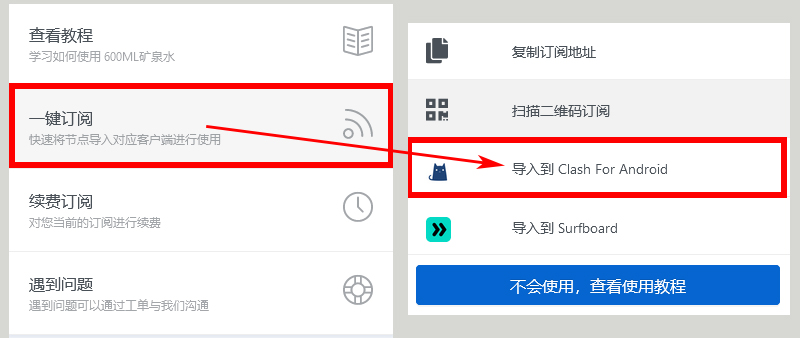 查看教程
学习如何使用 600ML矿泉水
一键订阅
快速将节点导入对应客户端进行使用
续费订阅
对您当前的订阅进行续费
遇到问题
遇到问题可以通过工单与我们沟通
复制订阅地址
扫描二维码订阅
导入到 Clash For Android
导入到 Surfboard
不会使用，查看使用教程